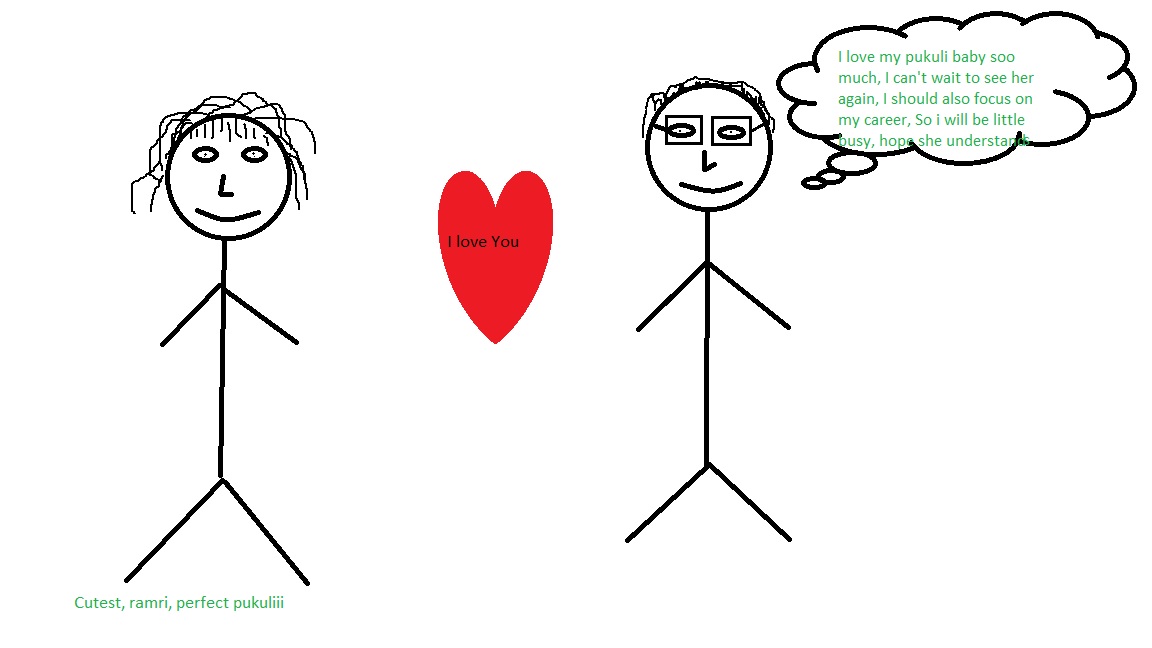 I love my pukuli baby soo
much, I can't wait to see her
again, I should also focus on
my career, So i will be little
busy, hope she understands
I love You
Cutest, ramri, perfect pukuliii